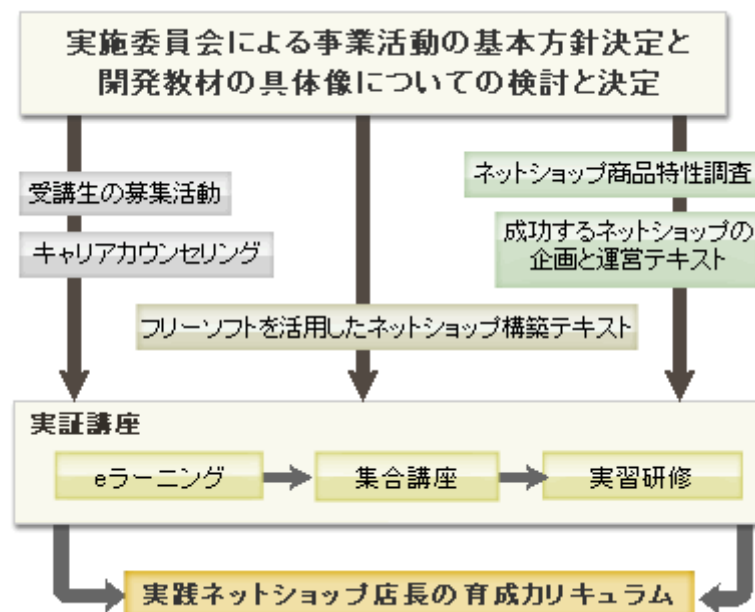 実施委員会による事業活動の基本方針決定と
開発教材の具体像についての検討と決定
受講生の募集活動
キャリアカウンセリング
ネットショップ商品特性調査
成功するネットショップの
企画と運営テキスト
フリーソフトを活用したネットショップ構築テキスト
実証講座
eラーニング
集合講座
実習研修
実践ネットショップ店長の育成カリキュラム